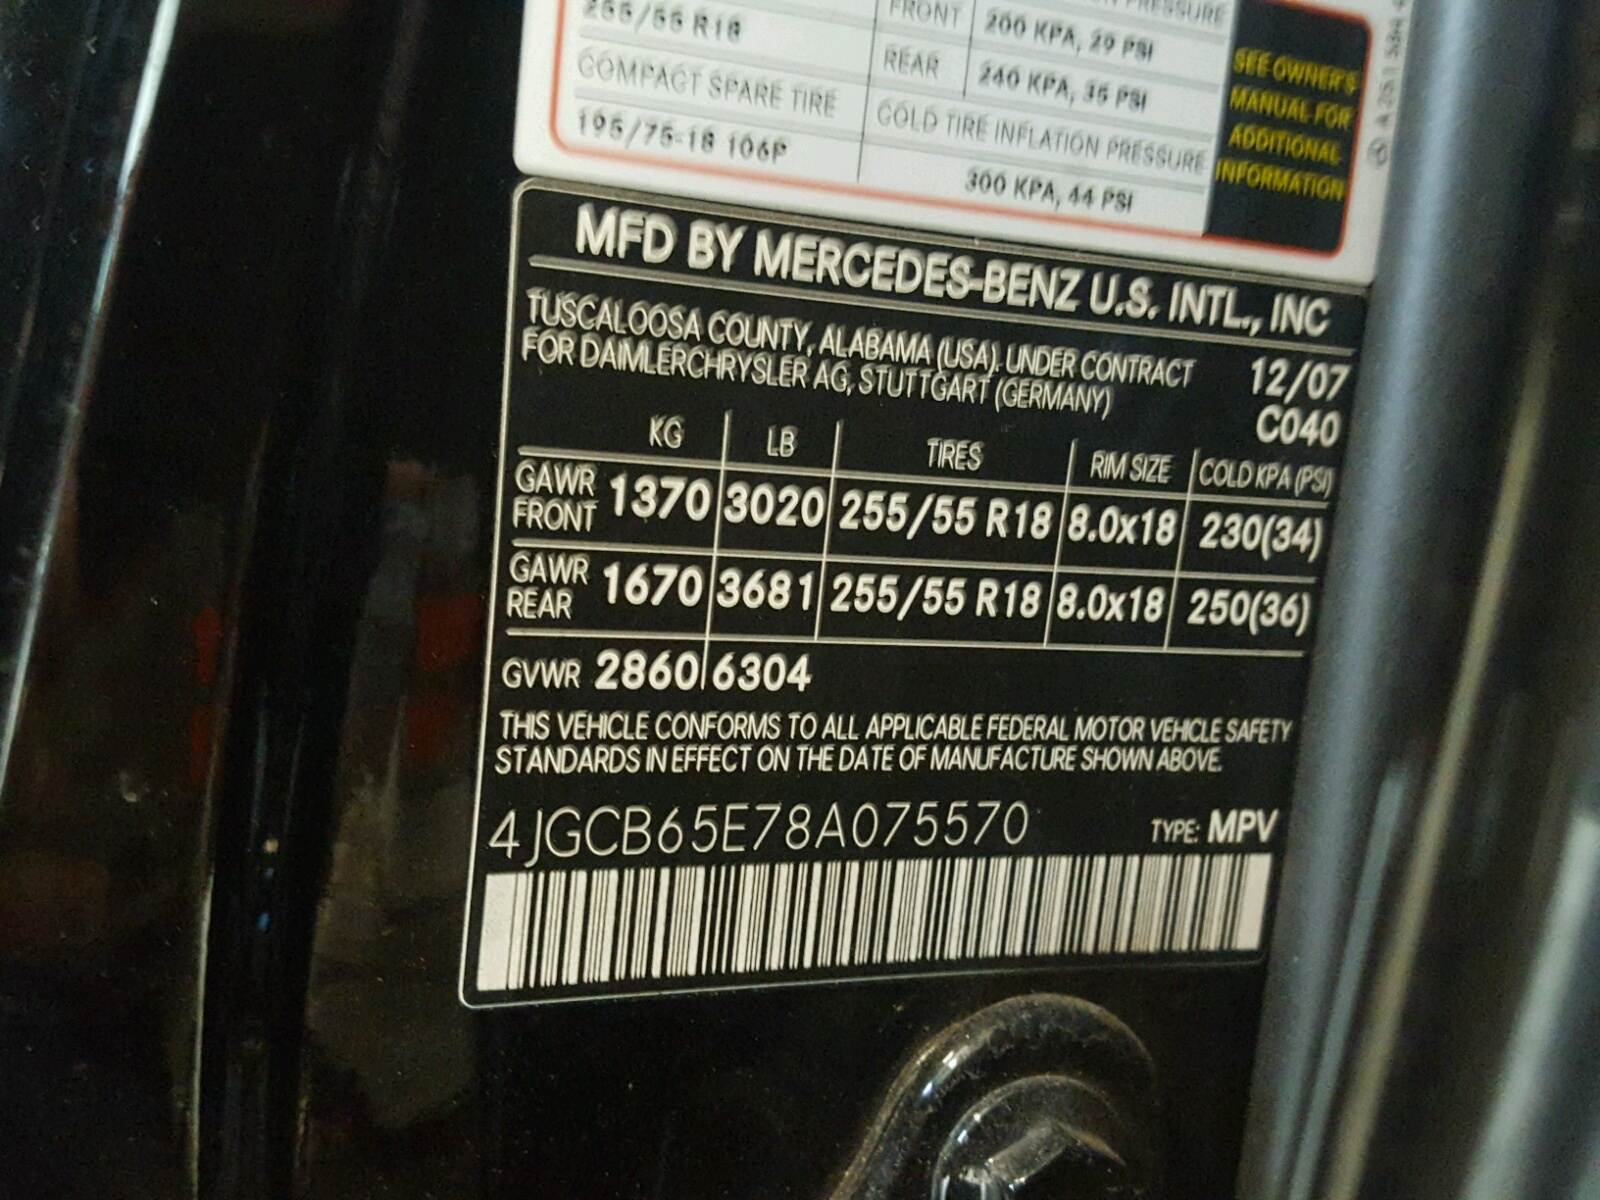 255/55 R18 FRONT 200 KPA, 29 PSI
PRESSURE
REAR 240 KPA, 35 PSI
COMPACT SPARE TIRE COLD TIRE INFLATION PRESSURE
195/75-18 106P 300 KPA, 44 PSI
SEE OWNER'S
MANUAL FOR
ADDITIONAL
INFORMATION
MFD BY MERCEDES-BENZ U.S. INTL., INC
TUSCALOOSA COUNTY, ALABAMA (USA). UNDER CONTRACT 12/07
FOR DAIMLERCHRYSLER AG, STUTTGART (GERMANY) C040
KG LB TIRES RIM SIZE COLD KPA (PSI)
GAWR FRONT 1370 3020 255/55 R18 8.0x18 230(34)
GAWR REAR 1670 3681 255/55 R18 8.0x18 250(36)
GVWR 2860 6304
THIS VEHICLE CONFORMS TO ALL APPLICABLE FEDERAL MOTOR VEHICLE SAFETY
STANDARDS IN EFFECT ON THE DATE OF MANUFACTURE SHOWN ABOVE.
4JGCB65E78A075570 TYPE: MPV